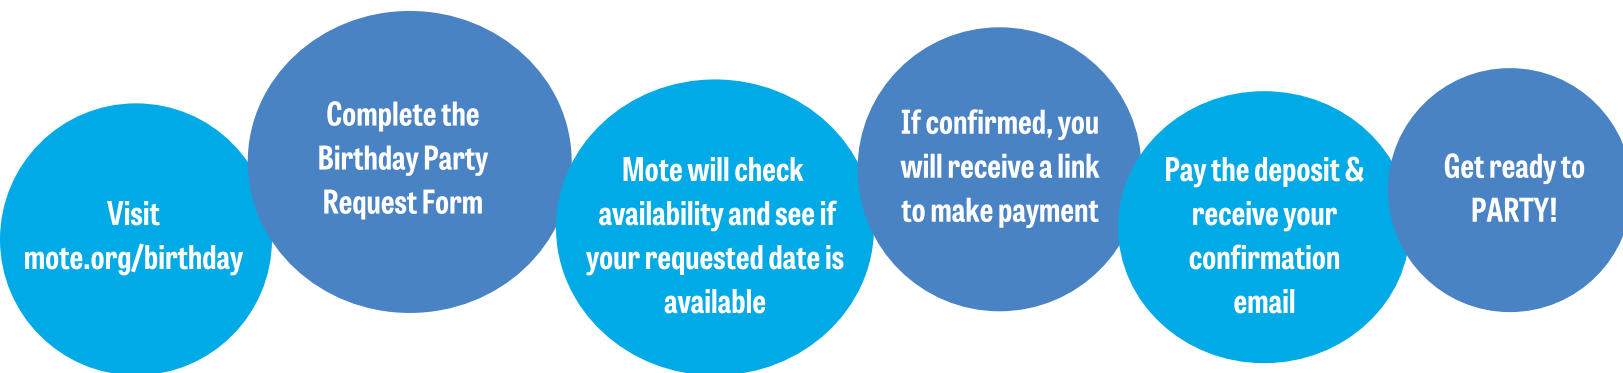 Visit
mote.org/birthday
Complete the
Birthday Party
Request Form
Mote will check
availability and see if
your requested date is
available
If confirmed, you
will receive a link
to make payment
Pay the deposit &
receive your
confirmation
email
Get ready to
PARTY!